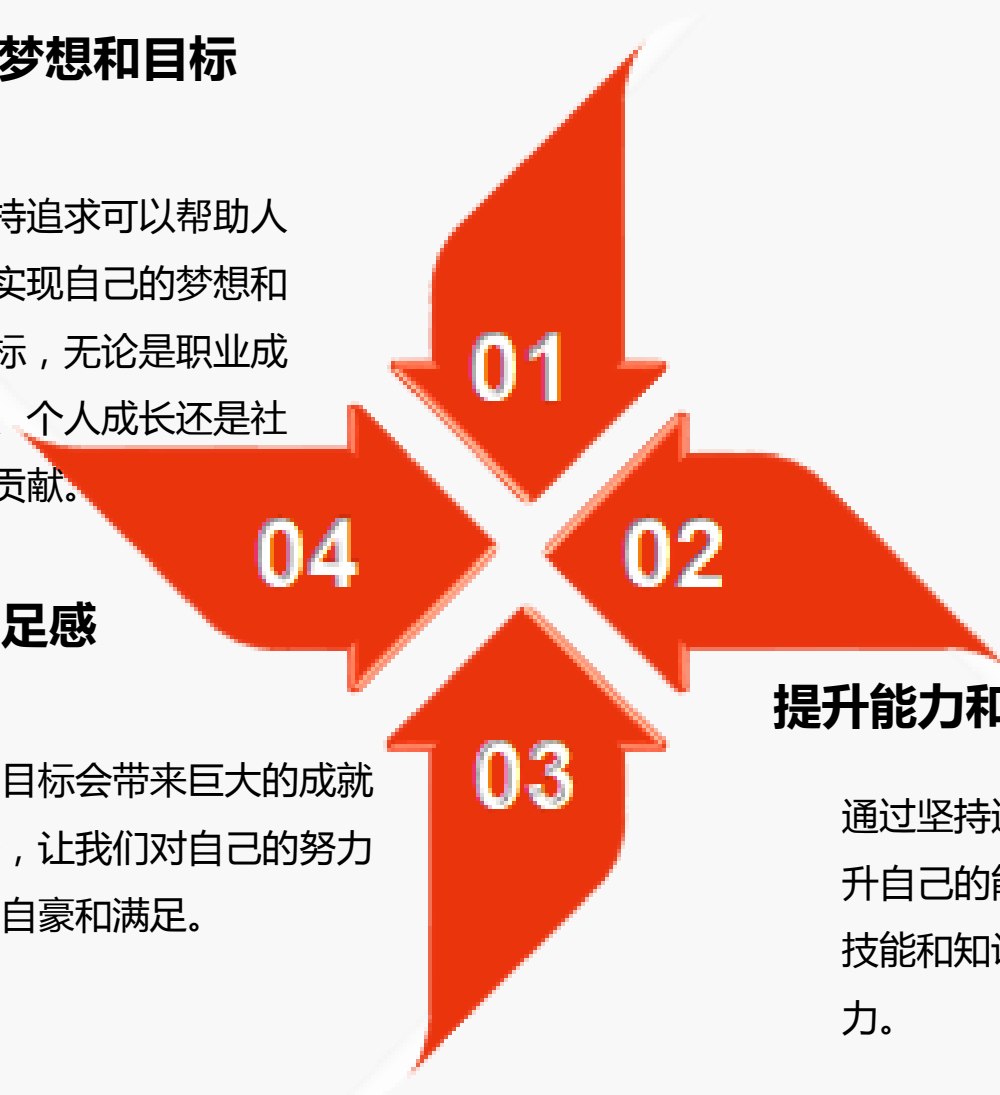 梦想和目标
持追求可以帮助人
实现自己的梦想和
标，无论是职业成
个人成长还是社
贡献。
01
04
02
03
足感
目标会带来巨大的成就
，让我们对自己的努力
自豪和满足。
提升能力和
通过坚持
升自己的
技能和知
力。